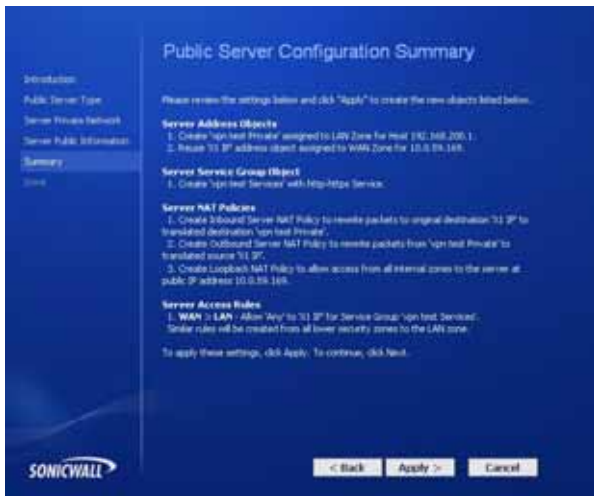 Public Server Configuration Summary
Introduction
Public Server Type
Server Private Network
Server Public Information
Summary
Done
Please review the settings below and click "Apply" to create the new objects listed below.
Server Address Objects
1. Create 'vpn test Private' assigned to LAN Zone for Host 192.168.200.1.
2. Reuse 'X1 IP' address object assigned to WAN Zone for 10.0.59.169.
Server Service Group Object
1. Create 'vpn test Services' with http-https Service.
Server NAT Policies
1. Create Inbound Server NAT Policy to rewrite packets to original destination 'X1 IP' to
translated destination 'vpn test Private'.
2. Create Outbound Server NAT Policy to rewrite packets from 'vpn test Private' to
translated source 'X1 IP'.
3. Create Loopback NAT Policy to allow access from all internal zones to the server at
public IP address 10.0.59.169.
Server Access Rules
1. WAN > LAN - Allow 'Any' to 'X1 IP' for Service Group 'vpn test Services'.
Similar rules will be created from all lower security zones to the LAN zone.
To apply these settings, click Apply. To continue, click Next.
SONICWALL
< Back
Apply >
Cancel